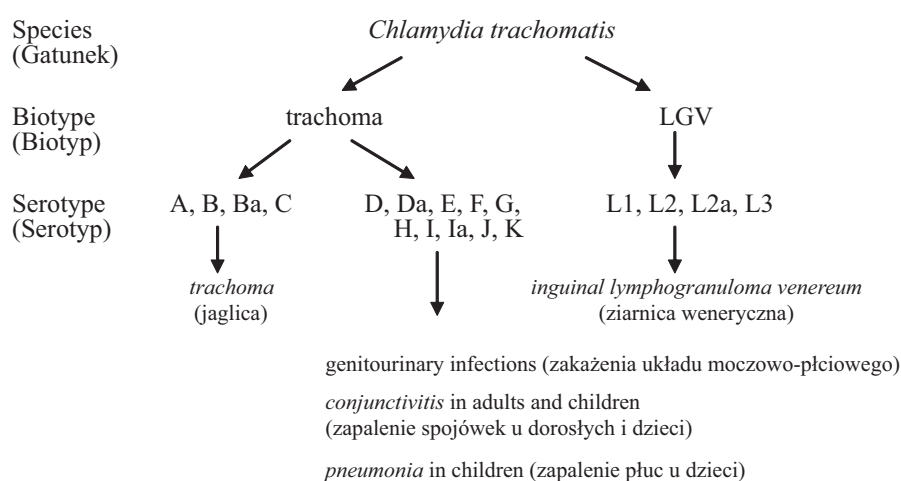 Species
(Gatunek)
Chlamydia trachomatis
Biotype
(Biotyp)
trachoma
LGV
Serotype
(Serotyp)
A, B, Ba, C
D, Da, E, F, G,
H, I, Ia, J, K
L1, L2, L2a, L3
trachoma
(jaglica)
inguinal lymphogranuloma venereum
(ziarnica weneryczna)
genitourinary infections (zakażenia układu moczowo-płciowego)
conjunctivitis in adults and children
(zapalenie spojówek u dorosłych i dzieci)
pneumonia in children (zapalenie płuc u dzieci)